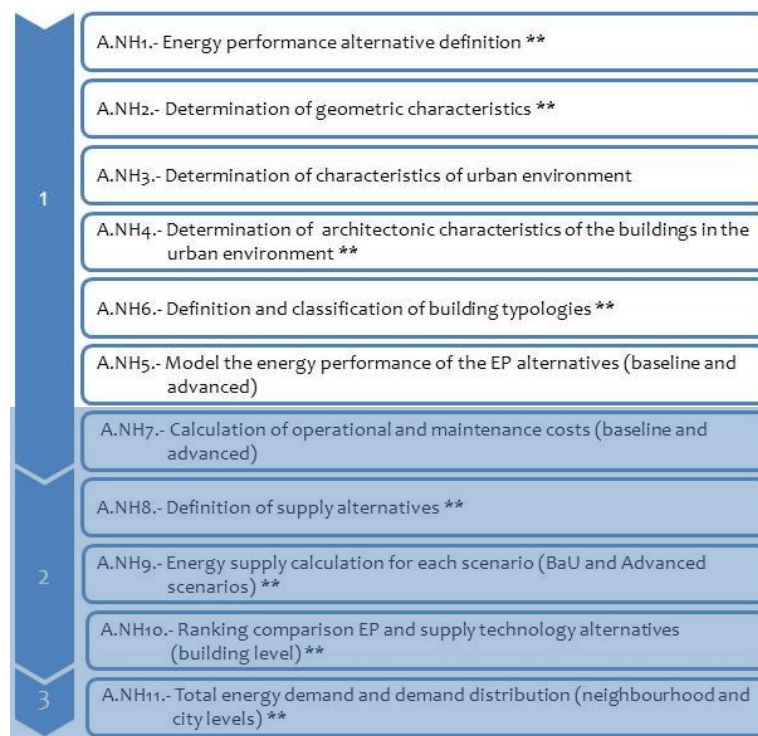 1
A.NH1.- Energy performance alternative definition **
A.NH2.- Determination of geometric characteristics **
A.NH3.- Determination of characteristics of urban environment
A.NH4.- Determination of architectonic characteristics of the buildings in the
urban environment **
A.NH6.- Definition and classification of building typologies **
A.NH5.- Model the energy performance of the EP alternatives (baseline and
advanced)
A.NH7.- Calculation of operational and maintenance costs (baseline and
advanced)
2
A.NH8.- Definition of supply alternatives **
A.NH9.- Energy supply calculation for each scenario (BaU and Advanced
scenarios) **
A.NH10.- Ranking comparison EP and supply technology alternatives
(building level) **
3
A.NH11.- Total energy demand and demand distribution (neighbourhood and
city levels) **